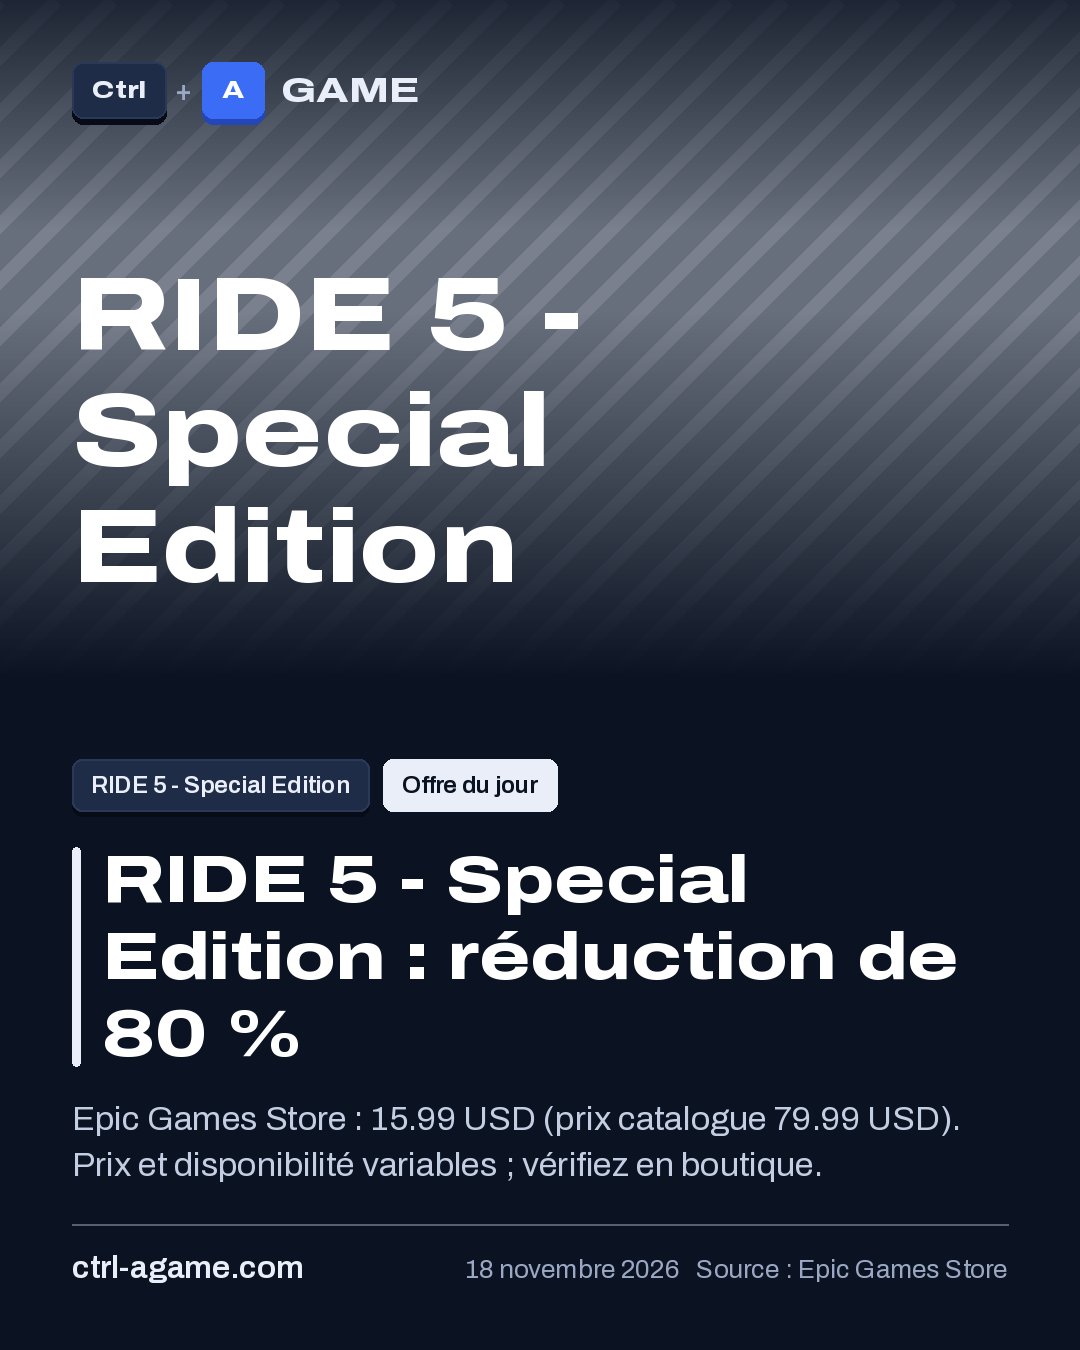 Ctrl + A GAME
RIDE 5 -
Special
Edition
RIDE 5 - Special Edition
Offre du jour
RIDE 5 - Special
Edition : réduction de
80 %
Epic Games Store : 15.99 USD (prix catalogue 79.99 USD).
Prix et disponibilité variables ; vérifiez en boutique.
ctrl-agame.com
18 novembre 2026 Source : Epic Games Store